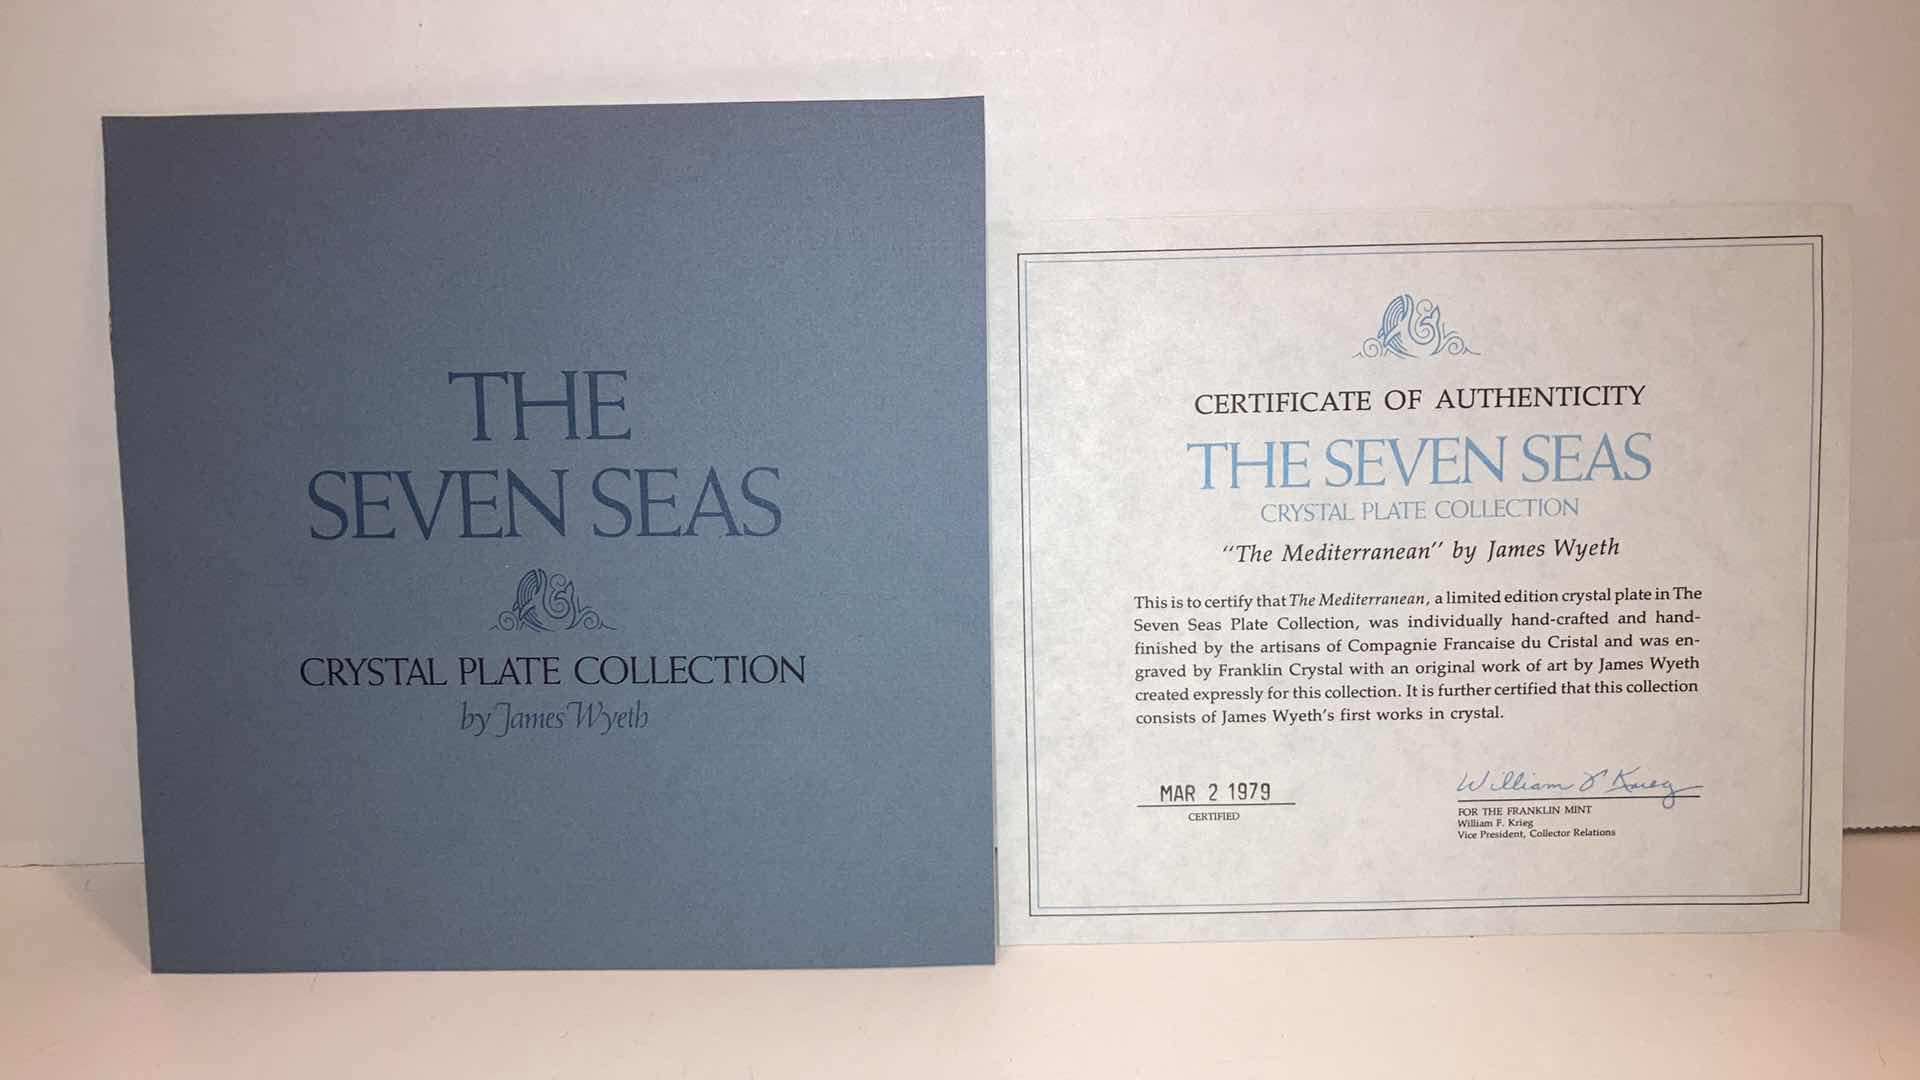 THE
SEVEN SEAS
CRYSTAL PLATE COLLECTION
by James Wyeth
CERTIFICATE OF AUTHENTICITY
THE SEVEN SEAS
CRYSTAL PLATE COLLECTION
"The Mediterranean" by James Wyeth
This is to certify that The Mediterranean, a limited edition crystal plate in The
Seven Seas Plate Collection, was individually hand-crafted and hand-
finished by the artisans of Compagnie Francaise du Cristal and was en-
graved by Franklin Crystal with an original work of art by James Wyeth
created expressly for this collection. It is further certified that this collection
consists of James Wyeth's first works in crystal.
MAR 2 1979
CERTIFIED
William F Krieg
FOR THE FRANKLIN MINT
William F. Krieg
Vice President, Collector Relations